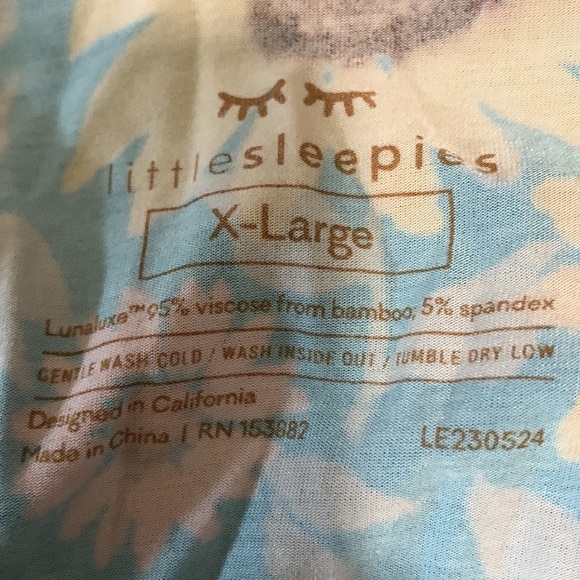 littlesleepies
X-Large
Lunaluxe™ 95% viscose from bamboo, 5% spandex
GENTLE WASH COLD / WASH INSIDE OUT / TUMBLE DRY LOW
Designed in California
Made in China | RN 153682 LE230524